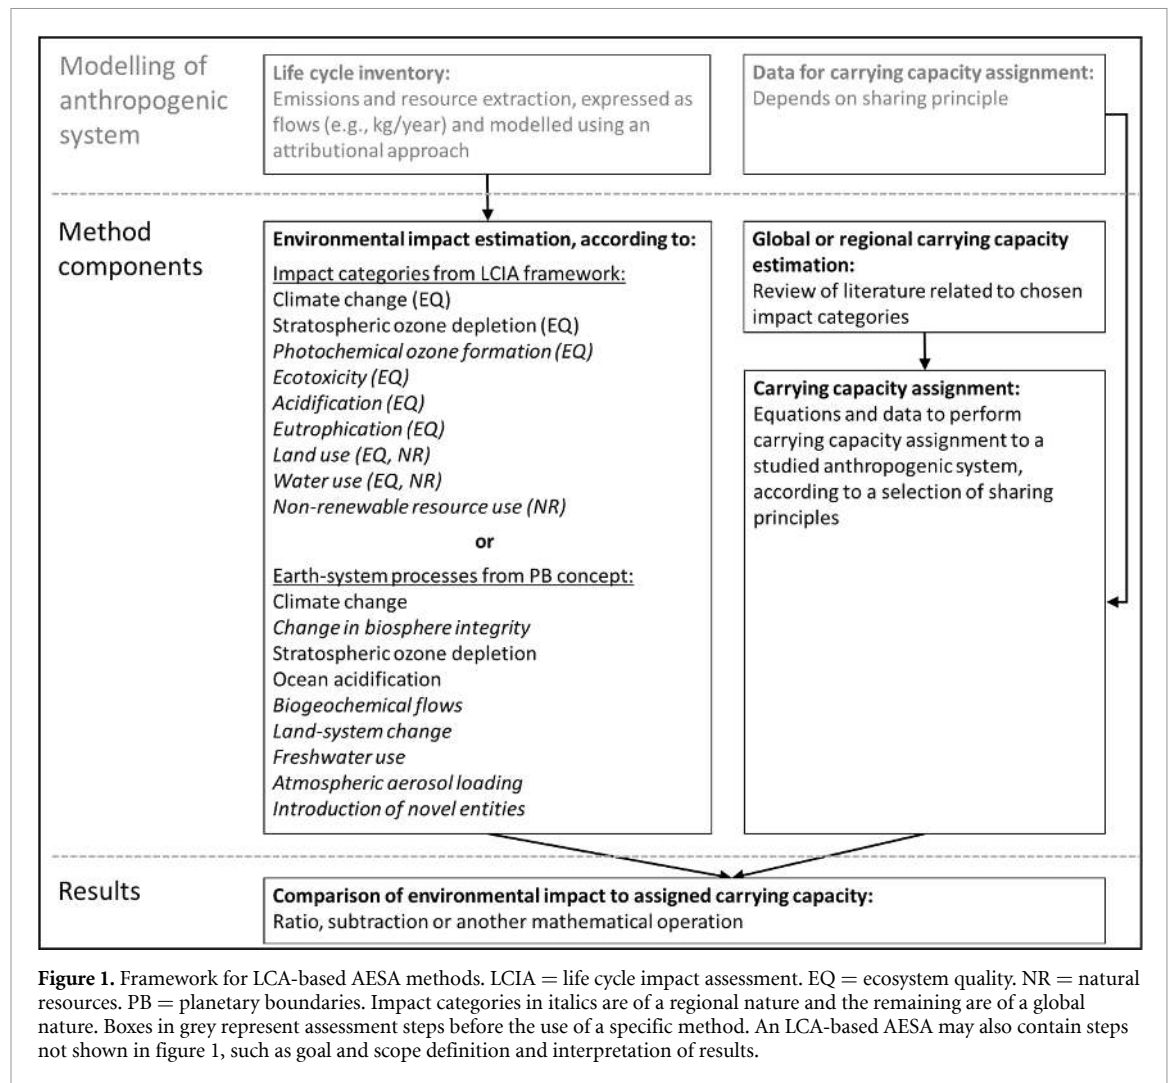 Modelling of
anthropogenic
system
Life cycle inventory:
Emissions and resource extraction, expressed as
flows (e.g., kg/year) and modelled using an
attributional approach
Data for carrying capacity assignment:
Depends on sharing principle
Method
components
Environmental impact estimation, according to:
Impact categories from LCIA framework:
Climate change (EQ)
Stratospheric ozone depletion (EQ)
Photochemical ozone formation (EQ)
Ecotoxicity (EQ)
Acidification (EQ)
Eutrophication (EQ)
Land use (EQ, NR)
Water use (EQ, NR)
Non-renewable resource use (NR)
or
Earth-system processes from PB concept:
Climate change
Change in biosphere integrity
Stratospheric ozone depletion
Ocean acidification
Biogeochemical flows
Land-system change
Freshwater use
Atmospheric aerosol loading
Introduction of novel entities
Global or regional carrying capacity
estimation:
Review of literature related to chosen
impact categories
Carrying capacity assignment:
Equations and data to perform
carrying capacity assignment to a
studied anthropogenic system,
according to a selection of sharing
principles
Results
Comparison of environmental impact to assigned carrying capacity:
Ratio, subtraction or another mathematical operation
Figure 1. Framework for LCA-based AESA methods. LCIA = life cycle impact assessment. EQ = ecosystem quality. NR = natural
resources. PB = planetary boundaries. Impact categories in italics are of a regional nature and the remaining are of a global
nature. Boxes in grey represent assessment steps before the use of a specific method. An LCA-based AESA may also contain steps
not shown in figure 1, such as goal and scope definition and interpretation of results.